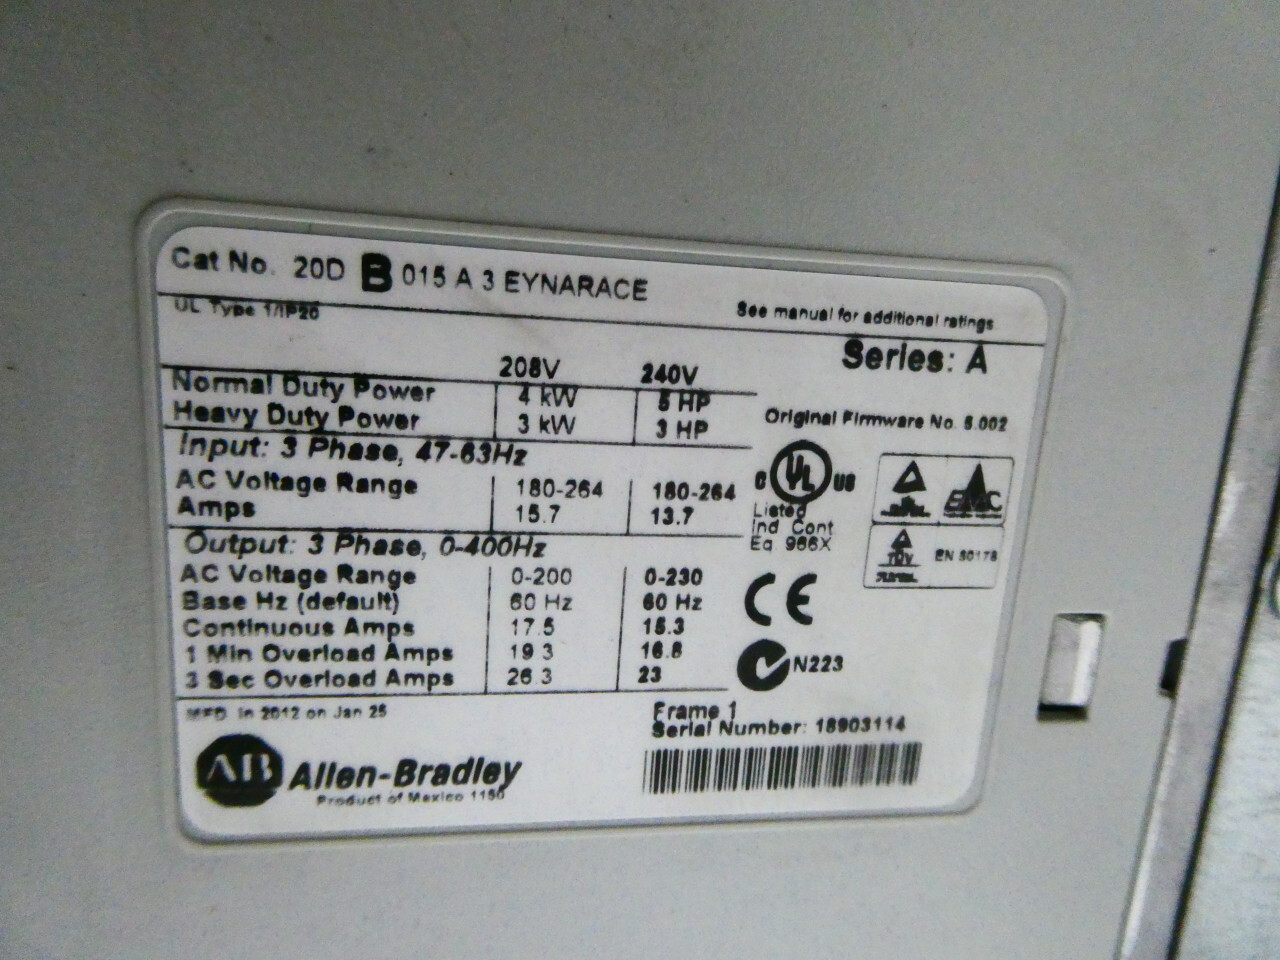 Cat No. 20D B 015 A 3 EYNARACE
UL Type 1/IP20
See manual for additional ratings
Series: A
208V 240V
Normal Duty Power 4 kW 5 HP
Heavy Duty Power 3 kW 3 HP
Original Firmware No. 5.002
Input: 3 Phase, 47-63Hz
AC Voltage Range 180-264 180-264
Amps 15.7 13.7
C UL US
Listed
Ind Cont
Eq 966X
EMC
TÜV
EN 50178
Output: 3 Phase, 0-400Hz
AC Voltage Range 0-200 0-230
Base Hz (default) 60 Hz 60 Hz
Continuous Amps 17.5 15.3
1 Min Overload Amps 19.3 16.8
3 Sec Overload Amps 26.3 23
CE
N223
MFD. in 2012 on Jan 25
Frame 1
Serial Number: 18903114
AB Allen-Bradley
Product of Mexico 1150